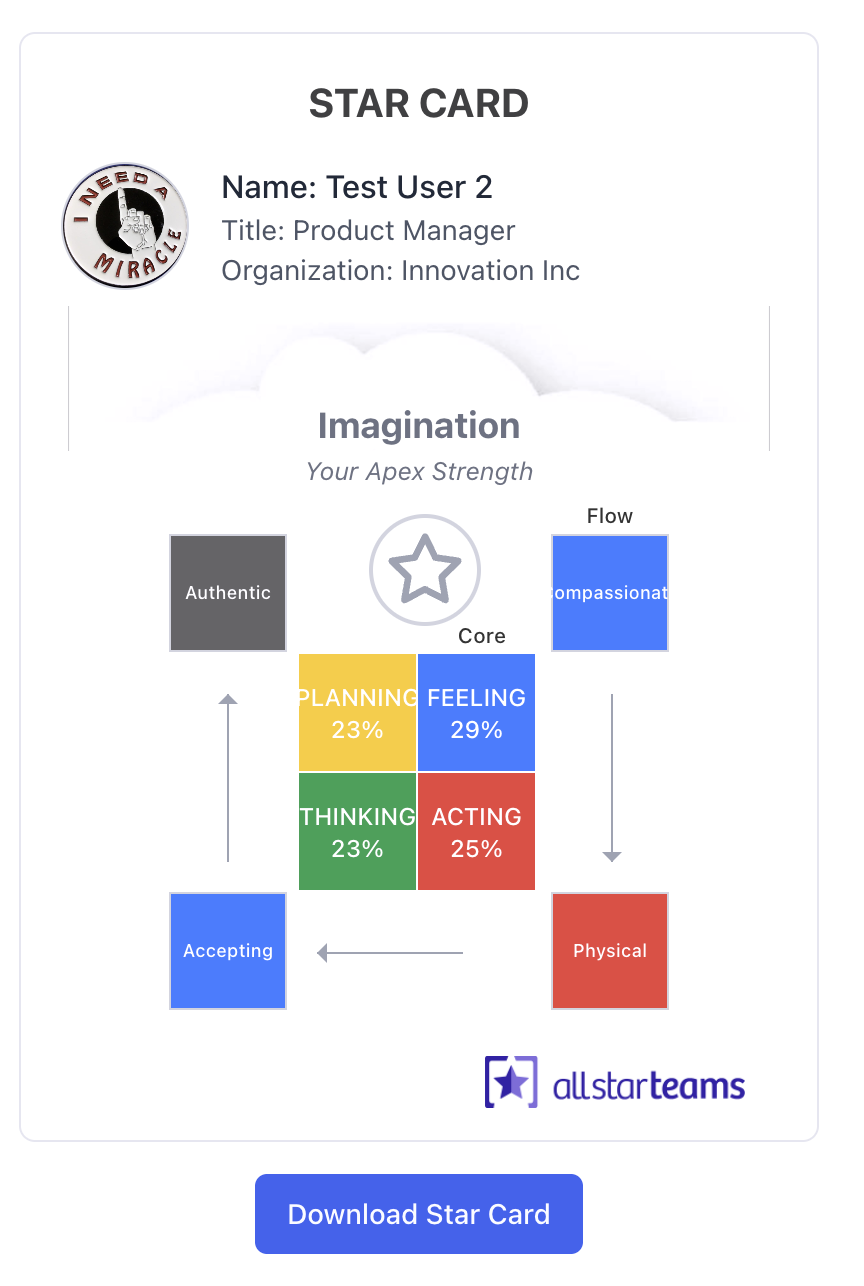 STAR CARD
I NEED A
MIRACLE
Name: Test User 2
Title: Product Manager
Organization: Innovation Inc
Imagination
Your Apex Strength
Flow
Authentic
ompassionat
Core
PLANNING
23%
FEELING
29%
THINKING
23%
ACTING
25%
Accepting
Physical
allstarteams
Download Star Card